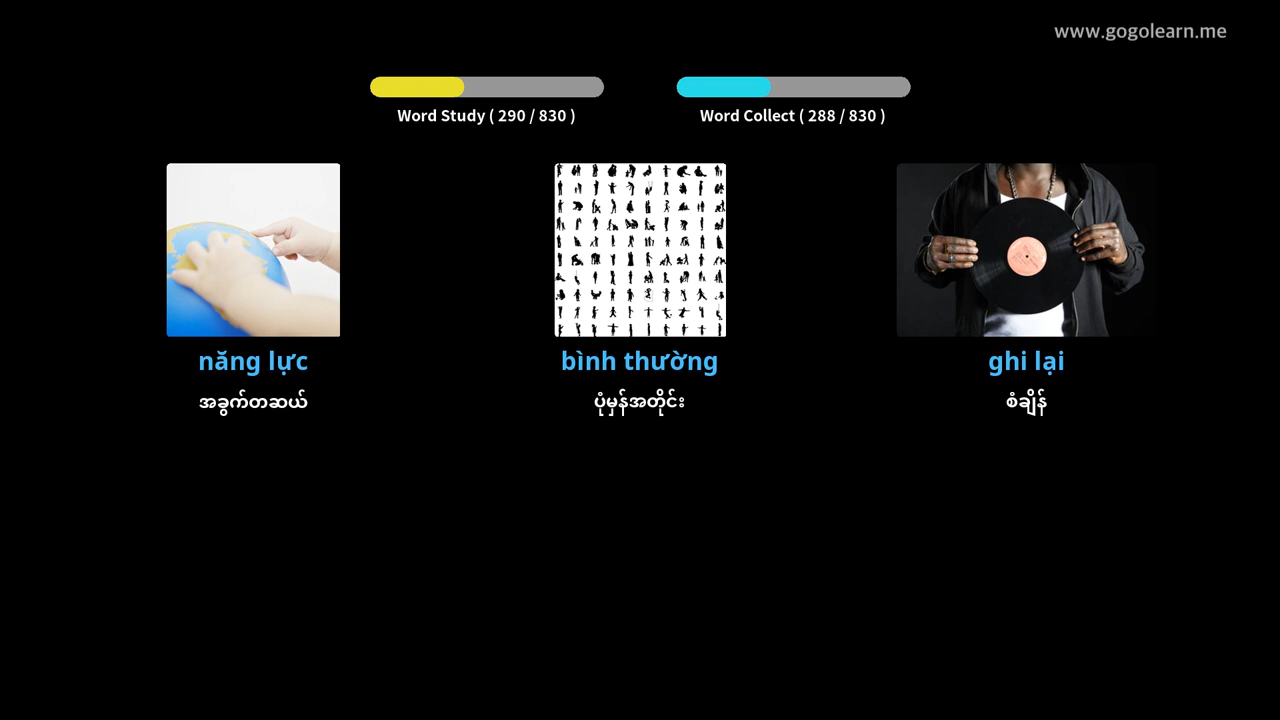 www.gogolearn.me
Word Study ( 290 / 830 )
Word Collect ( 288 / 830 )
năng lực
bình thường
ghi lại
အခွက်တဆယ်
ပုံမှန်အတိုင်း
စံချိန်